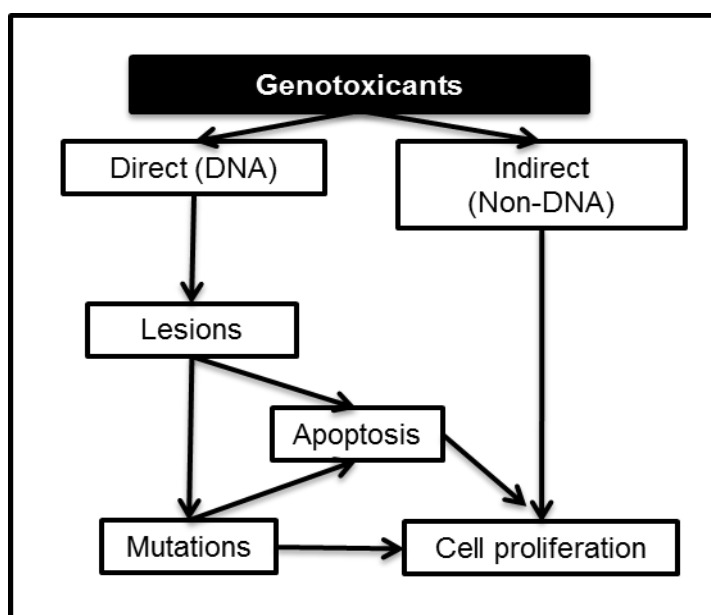 Genotoxicants
Direct (DNA)
Indirect
(Non-DNA)
Lesions
Apoptosis
Mutations
Cell proliferation